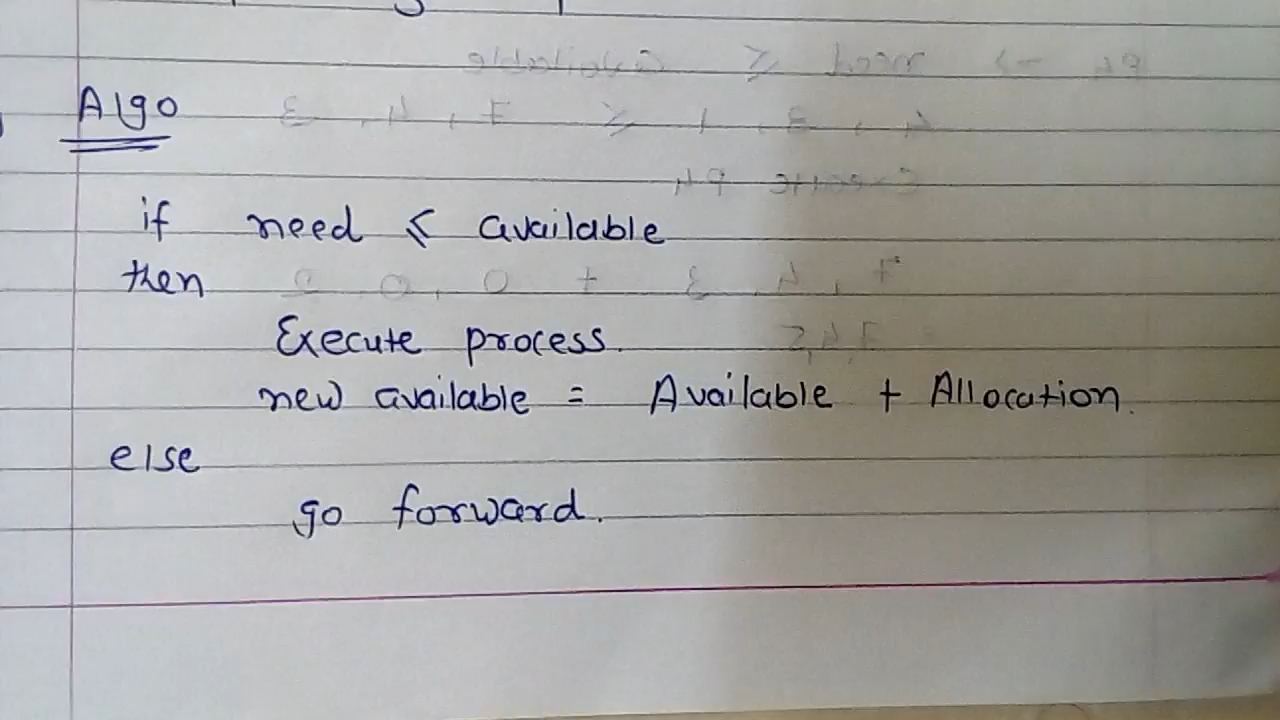 Algo
if need ≤ available
then
Execute process.
new available = Available + Allocation.
else
go forward.